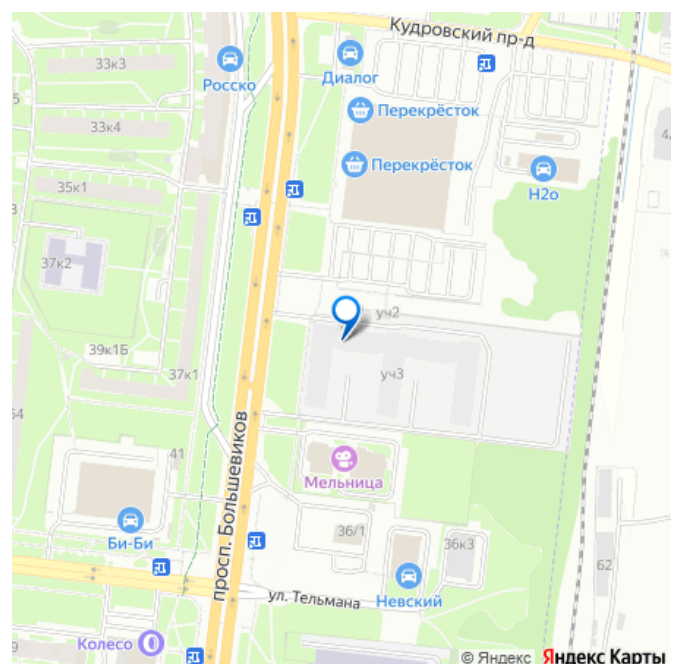 Кудровский пр-д
33к3
Росско
Диалог
Перекрёсток
33к4
Перекрёсток
35к1
Н2о
37к2
уч2
39к1Б
37к1
уч3
просп. Большевиков
41
Мельница
Би-Би
36/1
36к3
62
ул. Тельмана
Невский
Колесо
© Яндекс Яндекс Карты